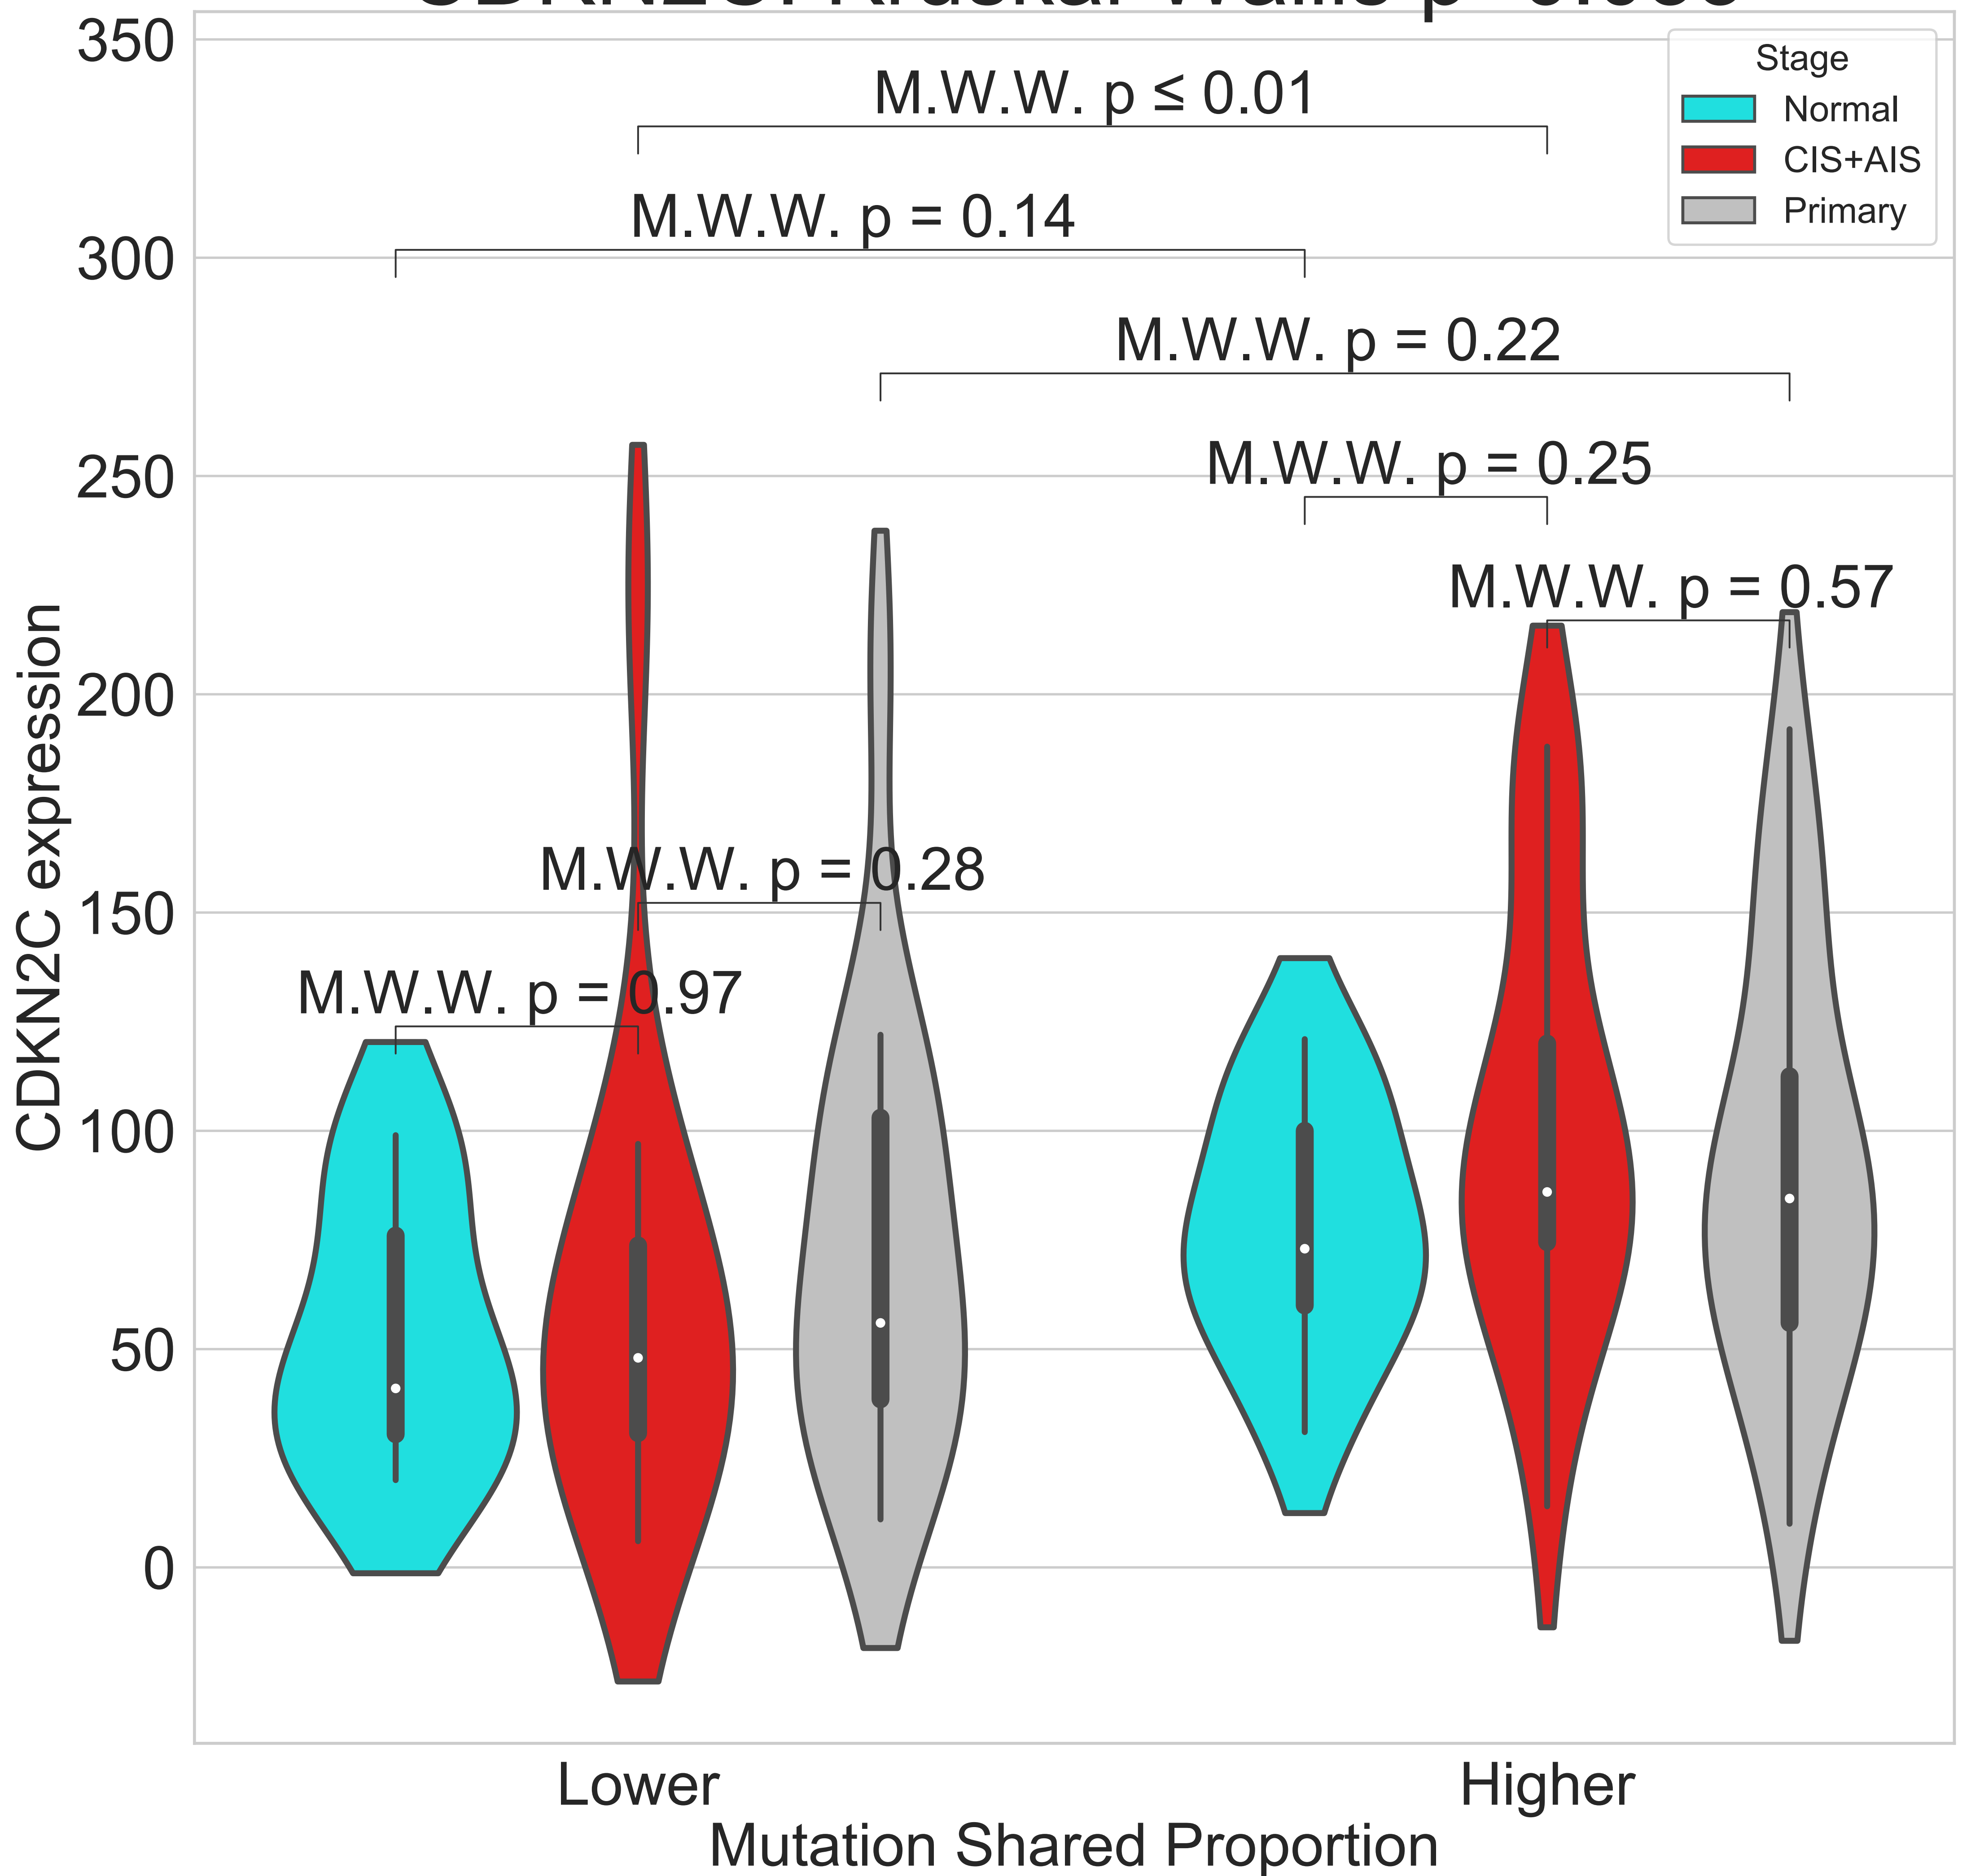 350
Stage
Normal
CIS+AIS
Primary
M.W.W. p ≤ 0.01
M.W.W. p = 0.14
300
M.W.W. p = 0.22
250
M.W.W. p = 0.25
M.W.W. p = 0.57
200
M.W.W. p = 0.28
150
M.W.W. p = 0.97
100
50
0
CDKN2C expression
Lower
Higher
Mutation Shared Proportion